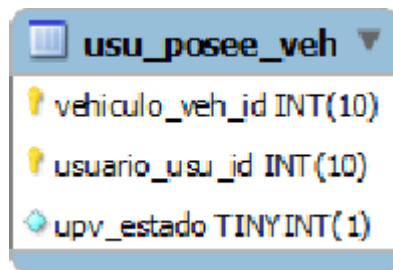 usu_posee_veh
vehiculo_veh_id INT(10)
usuario_usu_id INT(10)
upv_estado TINYINT(1)